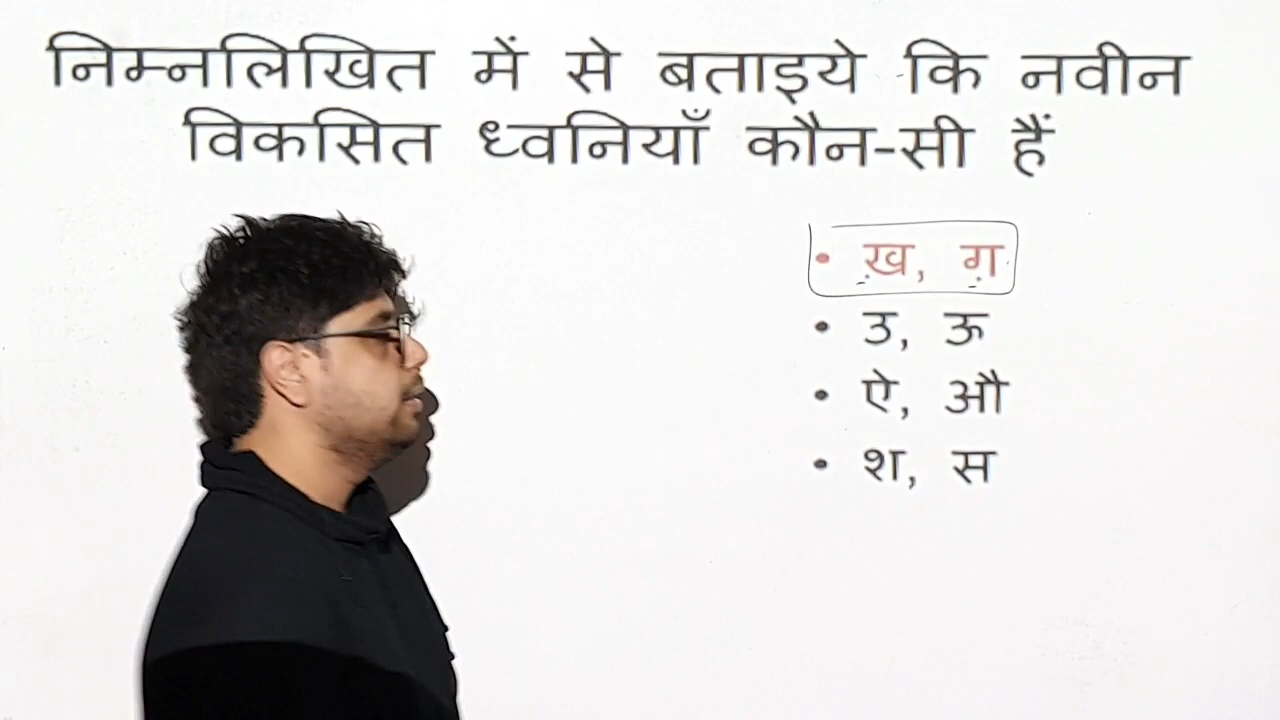 निम्नलिखित में से बताइये कि नवीन
विकसित ध्वनियाँ कौन-सी हैं
• ख़, ग़
• उ, ऊ
• ऐ, औ
• श, स